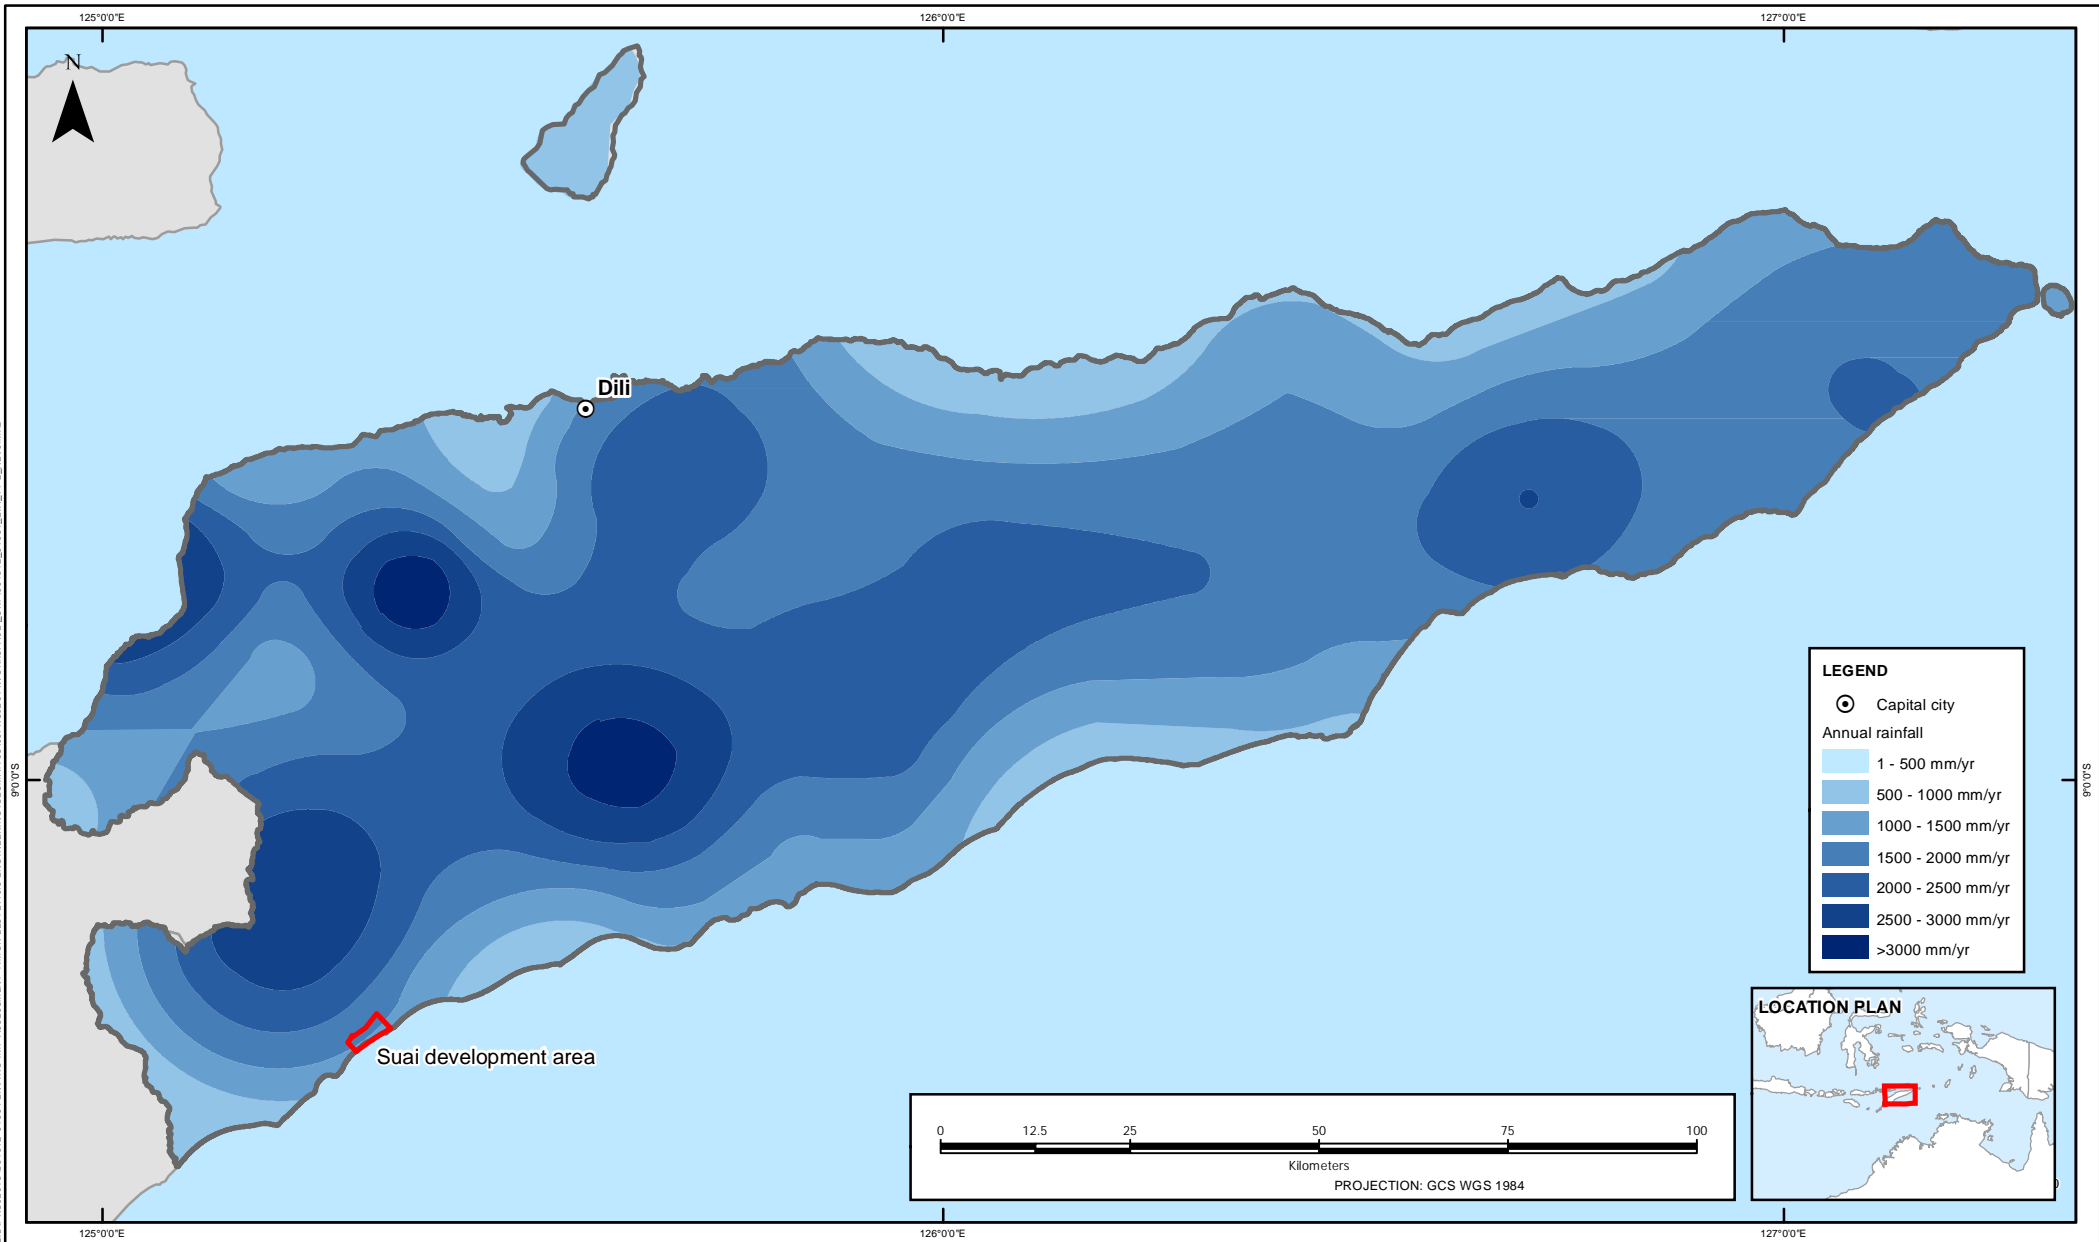 125°0'0"E
126°0'0"E
127°0'0"E
N
Dili
9°0'0"S
9°0'0"S
Suai development area
LEGEND
Capital city
Annual rainfall
1 - 500 mm/yr
500 - 1000 mm/yr
1000 - 1500 mm/yr
1500 - 2000 mm/yr
2000 - 2500 mm/yr
2500 - 3000 mm/yr
>3000 mm/yr
LOCATION PLAN
0 12.5 25 50 75 100
Kilometers
PROJECTION: GCS WGS 1984
125°0'0"E
126°0'0"E
127°0'0"E